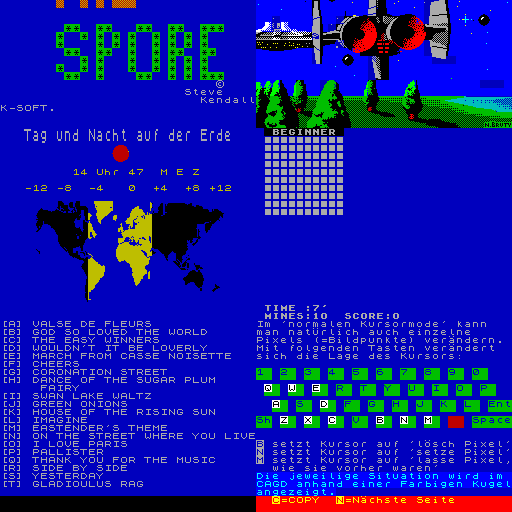 SPORE
©
Steve
Kendall
K-SOFT.
Tag und Nacht auf der Erde
14 Uhr 47 M E Z
-12 -8 -4 0 +4 +8 +12
[A] VALSE DE FLEURS
[B] GOD SO LOVED THE WORLD
[C] THE EASY WINNERS
[D] WOULDN'T IT BE LOVERLY
[E] MARCH FROM CASSE NOISETTE
[F] CHEERS
[G] CORONATION STREET
[H] DANCE OF THE SUGAR PLUM
FAIRY
[I] SWAN LAKE WALTZ
[J] GREEN ONIONS
[K] HOUSE OF THE RISING SUN
[L] IMAGINE
[M] EASTENDER'S THEME
[N] ON THE STREET WHERE YOU LIVE
[O] I LOVE PARIS
[P] PALLISTER
[Q] THANK YOU FOR THE MUSIC
[R] SIDE BY SIDE
[S] YESTERDAY
[T] GLADIOULUS RAG
N.BRUTY
BEGINNER
TIME :7'
MINES:10 SCORE:0
Im 'normalen Kursormode' kann
man natürlich auch einzelne
Pixels (=Bildpunkte) verändern.
Mit folgenden Tasten verändert
sich die Lage des Kursors:
1 2 3 4 5 6 7 8 9 0
Q W E R T Y U I O P
A S D F G H J K L Ent
Sh Z X C V B N M Space
B setzt Kursor auf 'lösch Pixel'
N setzt Kursor auf 'setze Pixel'
M setzt Kursor auf 'lasse Pixel,
wie sie vorher waren'
Die jeweilige Situation wird im
CAGD anhand einer farbigen Kugel
angezeigt.
C=COPY N=Nächste Seite